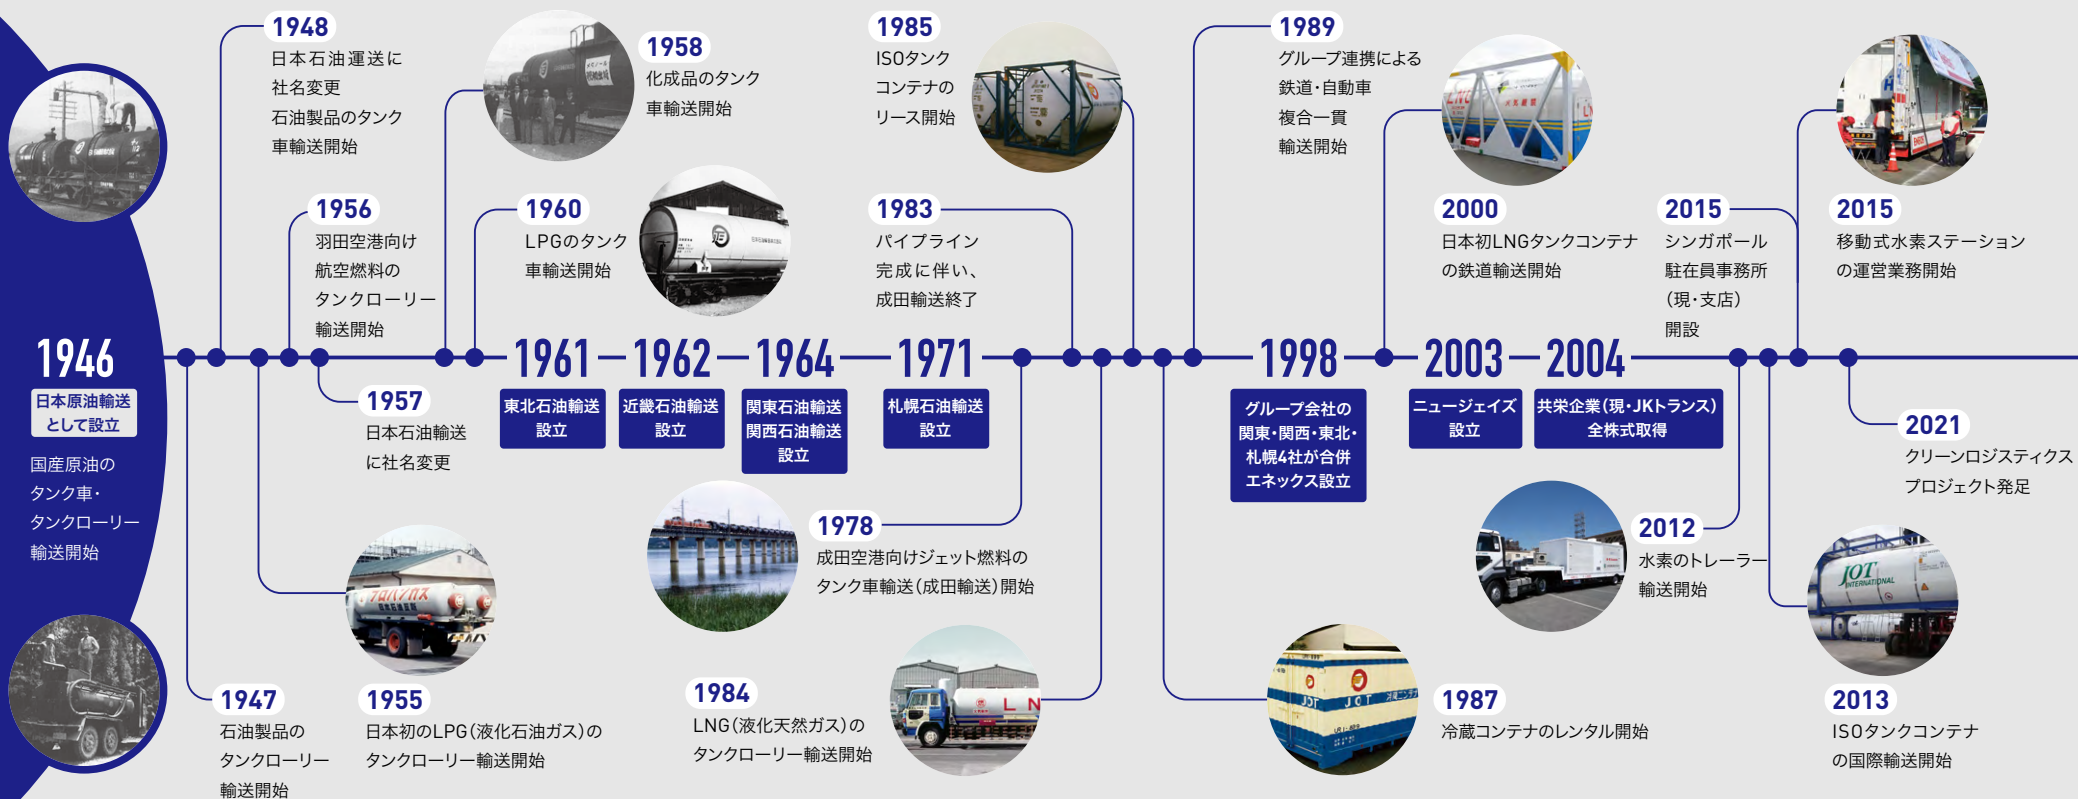 1946
日本原油輸送
として設立
国産原油の
タンク車・
タンクローリー
輸送開始
1947
石油製品の
タンクローリー
輸送開始
1948
日本石油運送に
社名変更
石油製品のタンク
車輸送開始
1955
日本初のLPG(液化石油ガス)の
タンクローリー輸送開始
プロパンガス
1956
羽田空港向け
航空燃料の
タンクローリー
輸送開始
1957
日本石油輸送
に社名変更
1958
化成品のタンク
車輸送開始
1960
LPGのタンク
車輸送開始
1961
東北石油輸送
設立
1962
近畿石油輸送
設立
1964
関東石油輸送
関西石油輸送
設立
1971
札幌石油輸送
設立
1978
成田空港向けジェット燃料の
タンク車輸送(成田輸送)開始
1983
パイプライン
完成に伴い、
成田輸送終了
1984
LNG(液化天然ガス)の
タンクローリー輸送開始
L N
1985
ISOタンク
コンテナの
リース開始
1987
冷蔵コンテナのレンタル開始
JOT
JOT
1989
グループ連携による
鉄道・自動車
複合一貫
輸送開始
1998
グループ会社の
関東・関西・東北・
札幌4社が合併
エネックス設立
2000
日本初LNGタンクコンテナ
の鉄道輸送開始
LNG
2003
ニュージェイズ
設立
2004
共栄企業(現・JKトランス)
全株式取得
2012
水素のトレーラー
輸送開始
2013
ISOタンクコンテナ
の国際輸送開始
JOT
INTERNATIONAL
2015
シンガポール
駐在員事務所
(現・支店)
開設
2015
移動式水素ステーション
の運営業務開始
2021
クリーンロジスティクス
プロジェクト発足